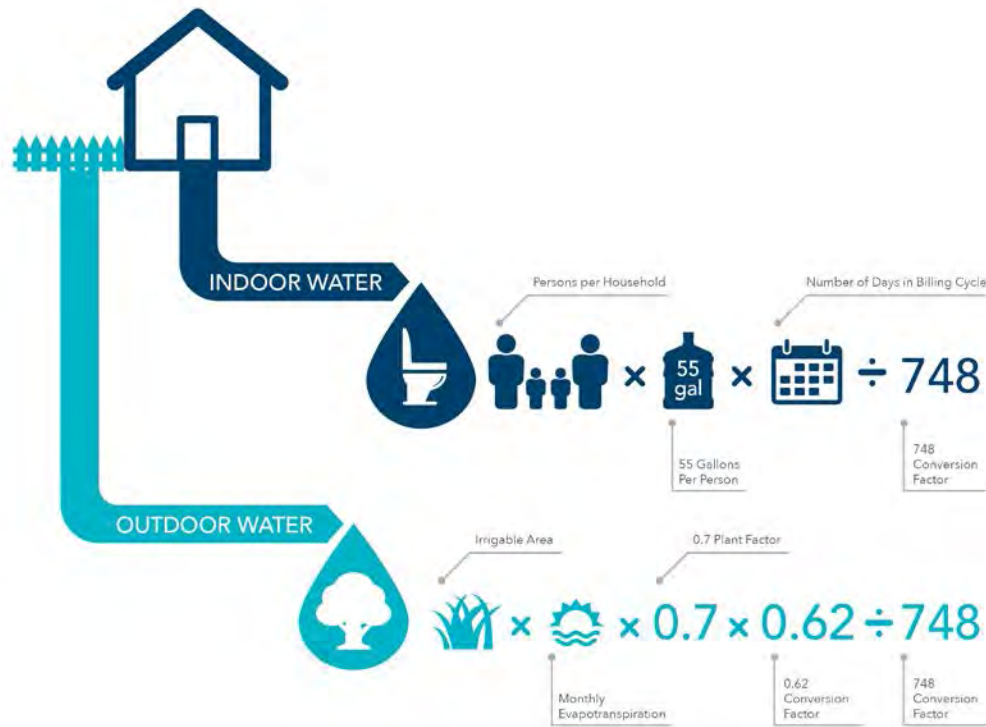 INDOOR WATER
Persons per Household
Number of Days in Billing Cycle
× 55 gal × ÷ 748
55 Gallons
Per Person
748
Conversion
Factor
OUTDOOR WATER
Irrigable Area
0.7 Plant Factor
× × 0.7 × 0.62 ÷ 748
Monthly
Evapotranspiration
0.62
Conversion
Factor
748
Conversion
Factor